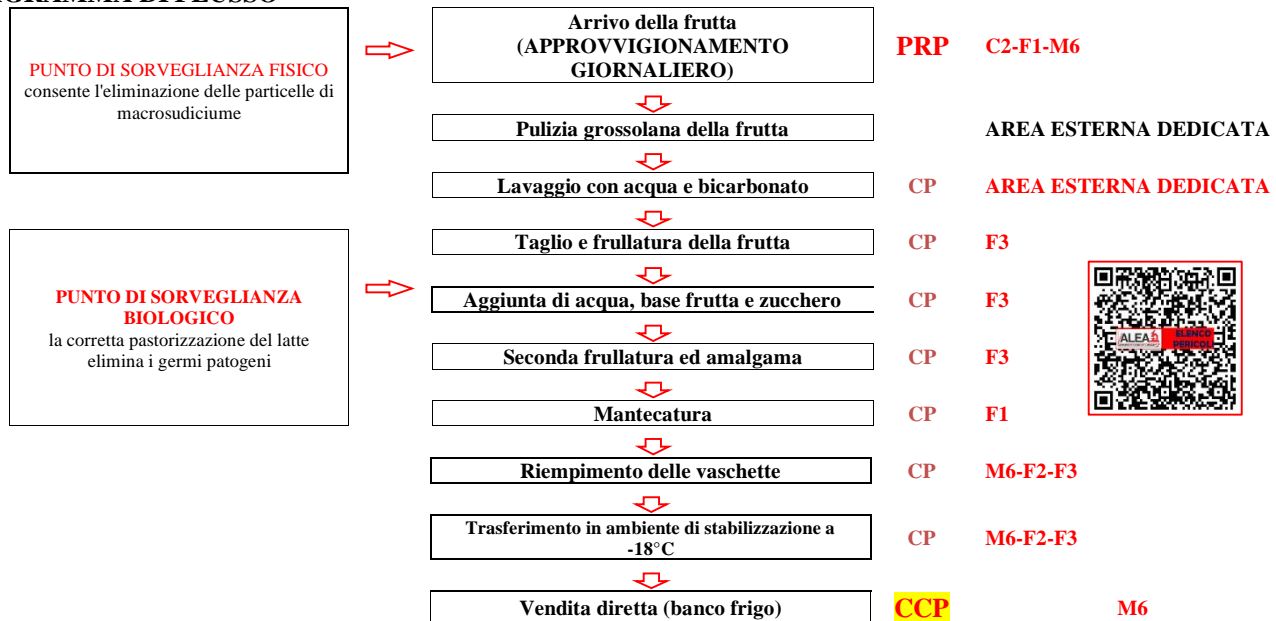 DIAGRAMMA DI FLUSSO
PUNTO DI SORVEGLIANZA FISICO
consente l'eliminazione delle particelle di
macrosudiciume
Arrivo della frutta
(APPROVVIGIONAMENTO
GIORNALIERO)
PRP C2-F1-M6
Pulizia grossolana della frutta AREA ESTERNA DEDICATA
Lavaggio con acqua e bicarbonato CP AREA ESTERNA DEDICATA
Taglio e frullatura della frutta CP F3
PUNTO DI SORVEGLIANZA
BIOLOGICO
la corretta pastorizzazione del latte
elimina i germi patogeni
Aggiunta di acqua, base frutta e zucchero CP F3
Seconda frullatura ed amalgama CP F3
ALEA
ELENCO
PERICOLI
Mantecatura CP F1
Riempimento delle vaschette CP M6-F2-F3
Trasferimento in ambiente di stabilizzazione a
-18°C
CP M6-F2-F3
Vendita diretta (banco frigo) CCP M6